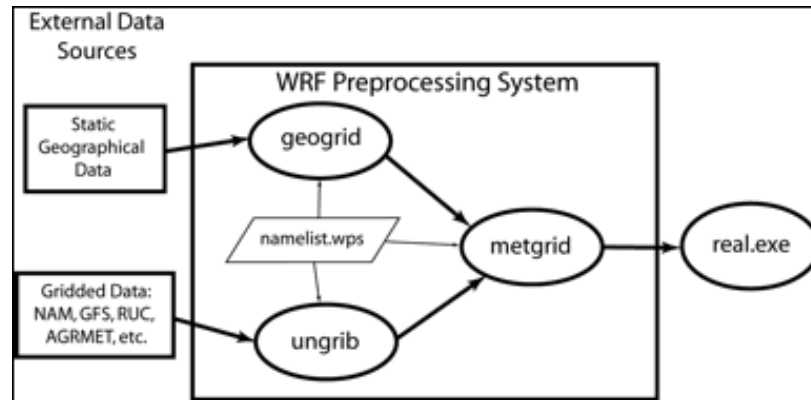 External Data
Sources
WRF Preprocessing System
Static
Geographical
Data
geogrid
namelist.wps
metgrid
real.exe
Gridded Data:
NAM, GFS, RUC,
AGRMET, etc.
ungrib